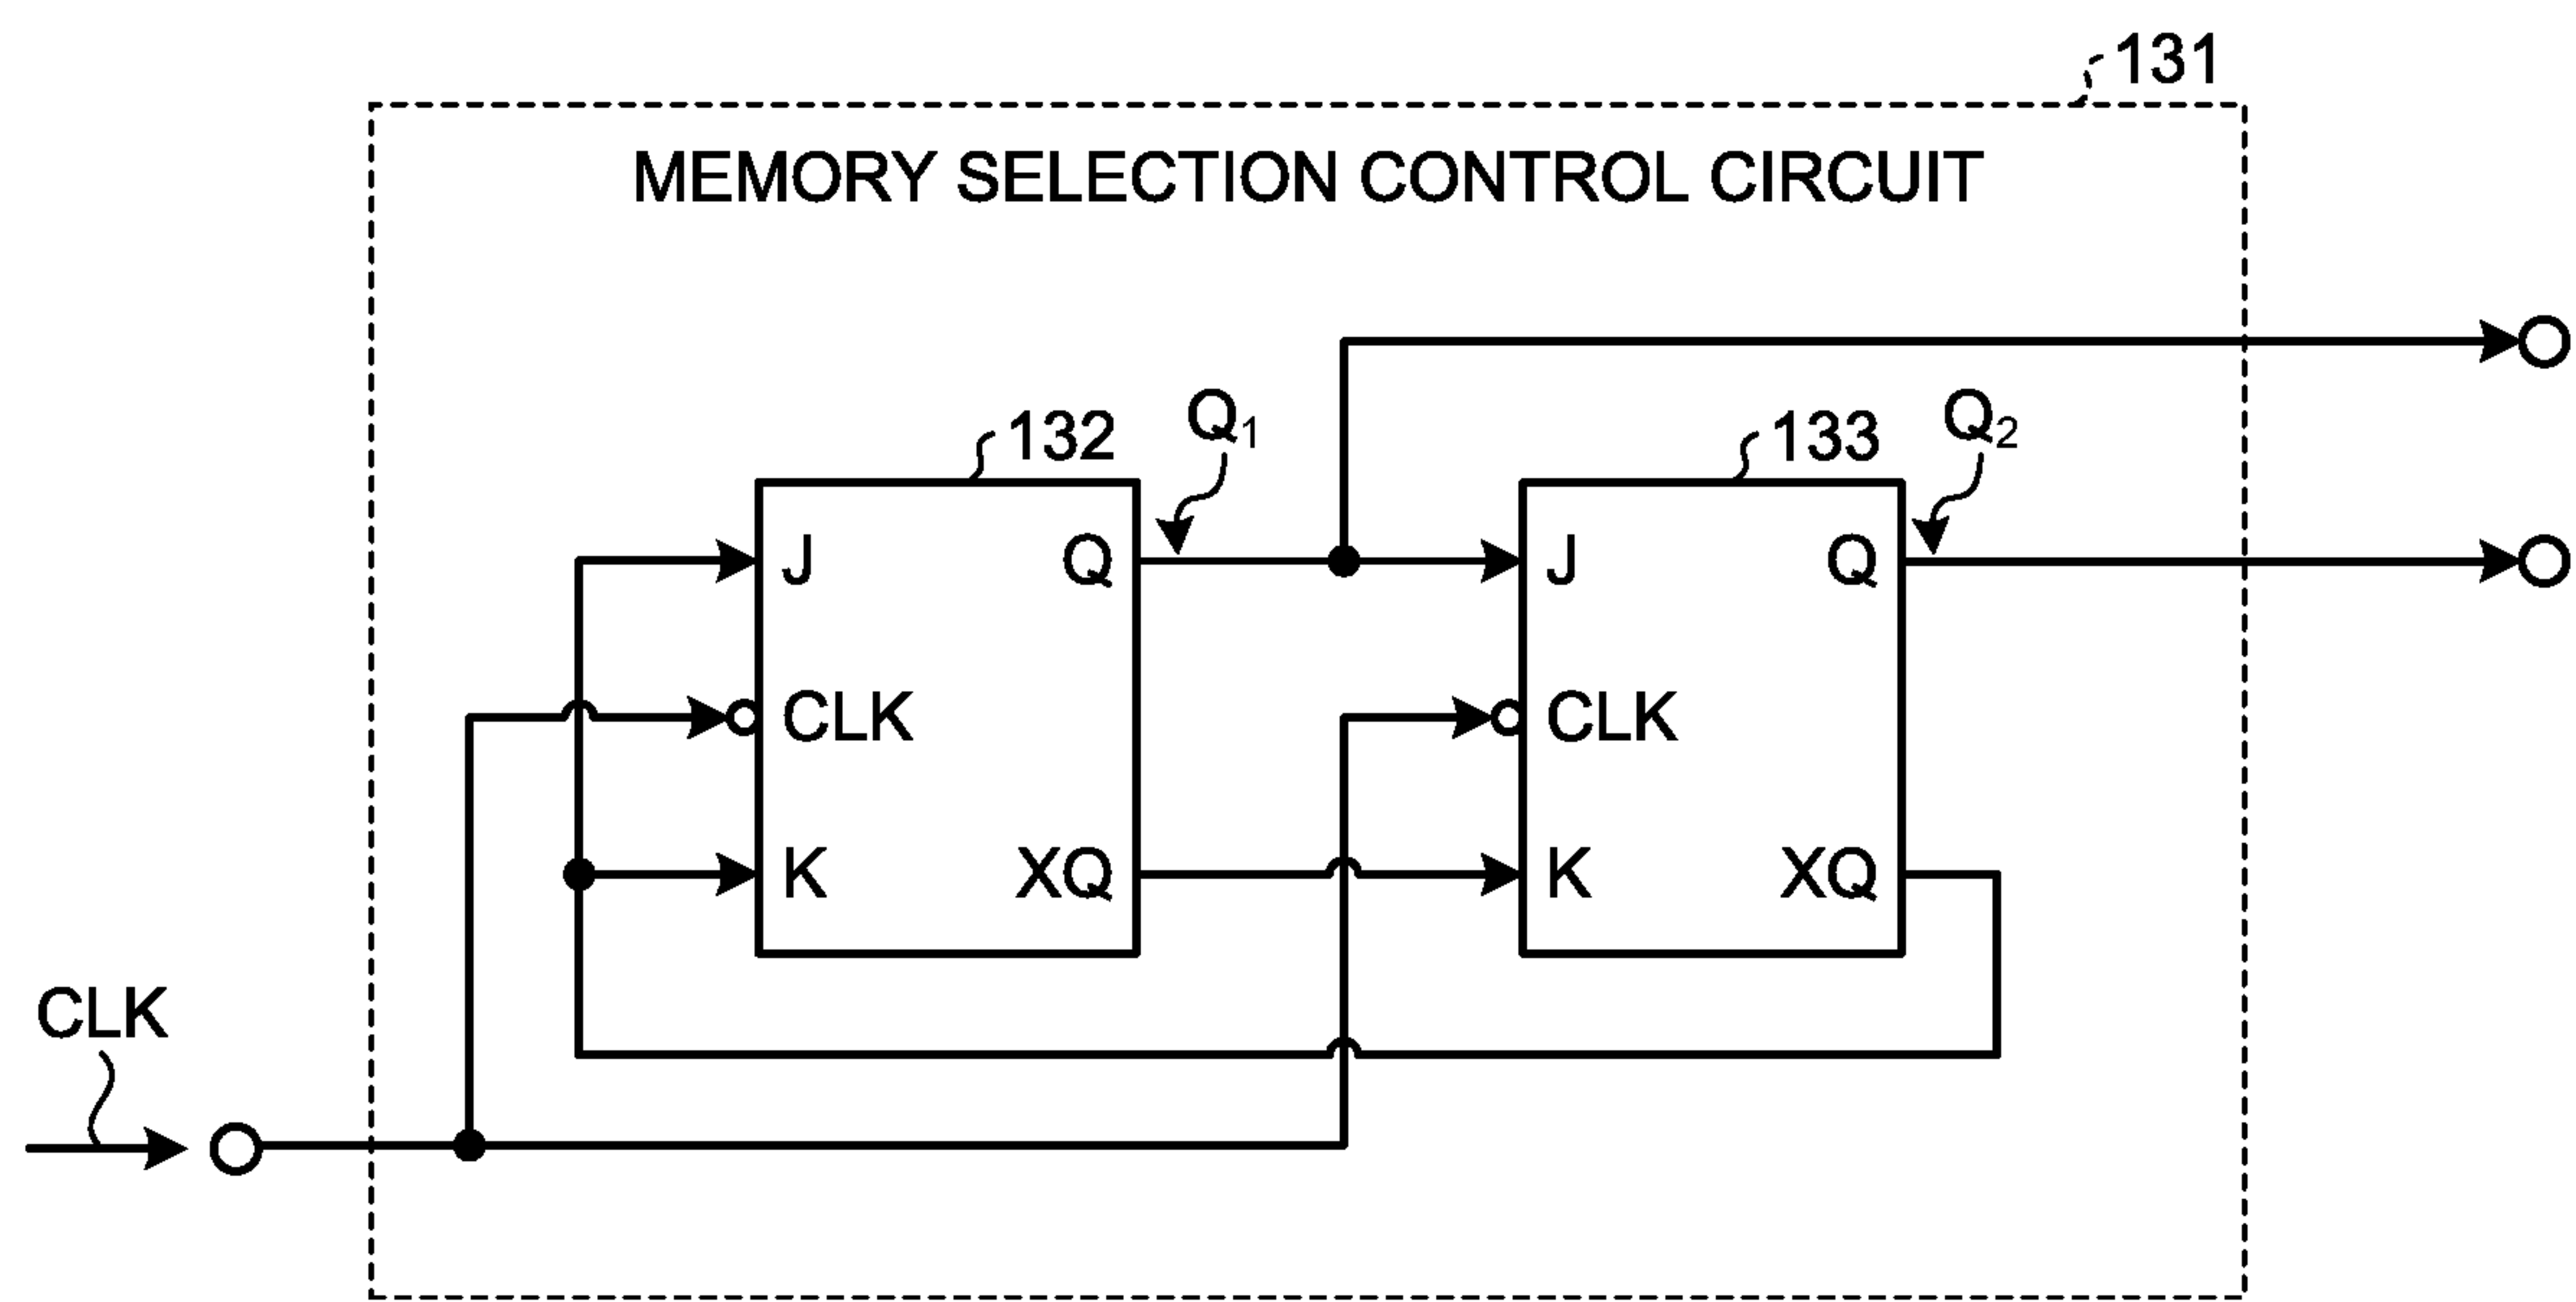 131
MEMORY SELECTION CONTROL CIRCUIT
132
Q1
133
Q2
J
Q
J
Q
CLK
CLK
K
XQ
K
XQ
CLK